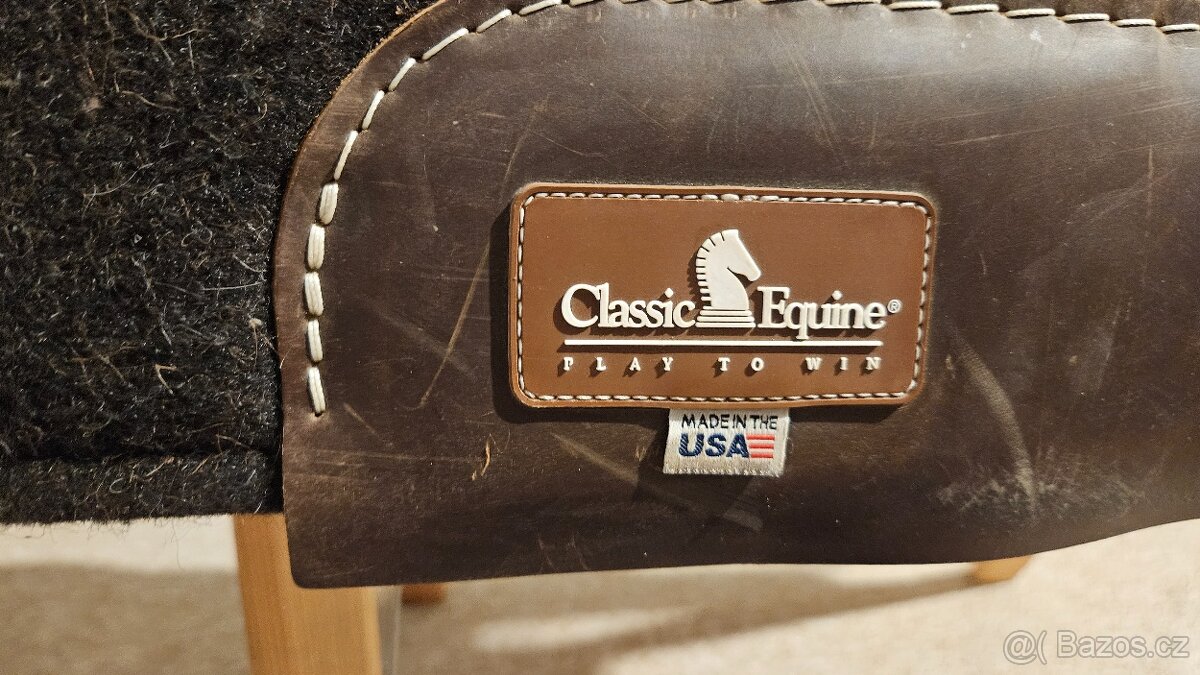 Classic Equine®
PLAY TO WIN
MADE IN THE
USA
@( Bazos.cz